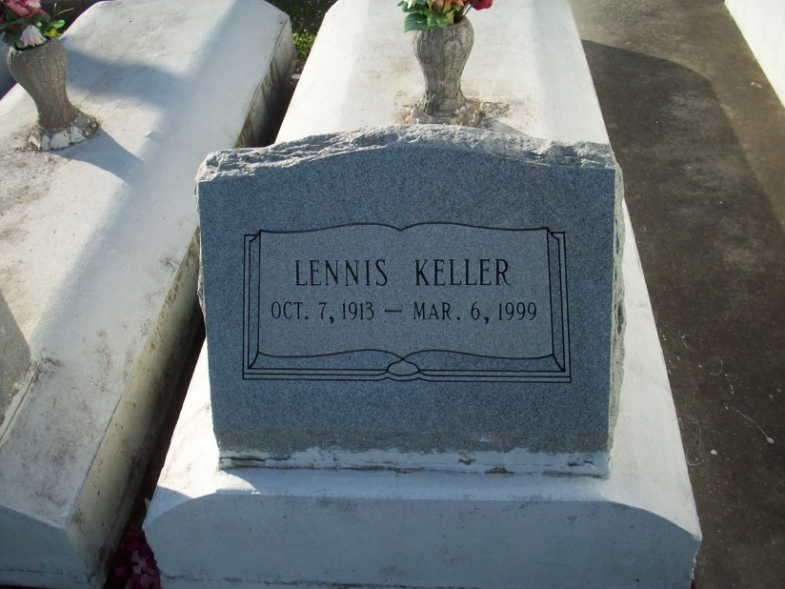 LENNIS KELLER
OCT. 7, 1913 — MAR. 6, 1999